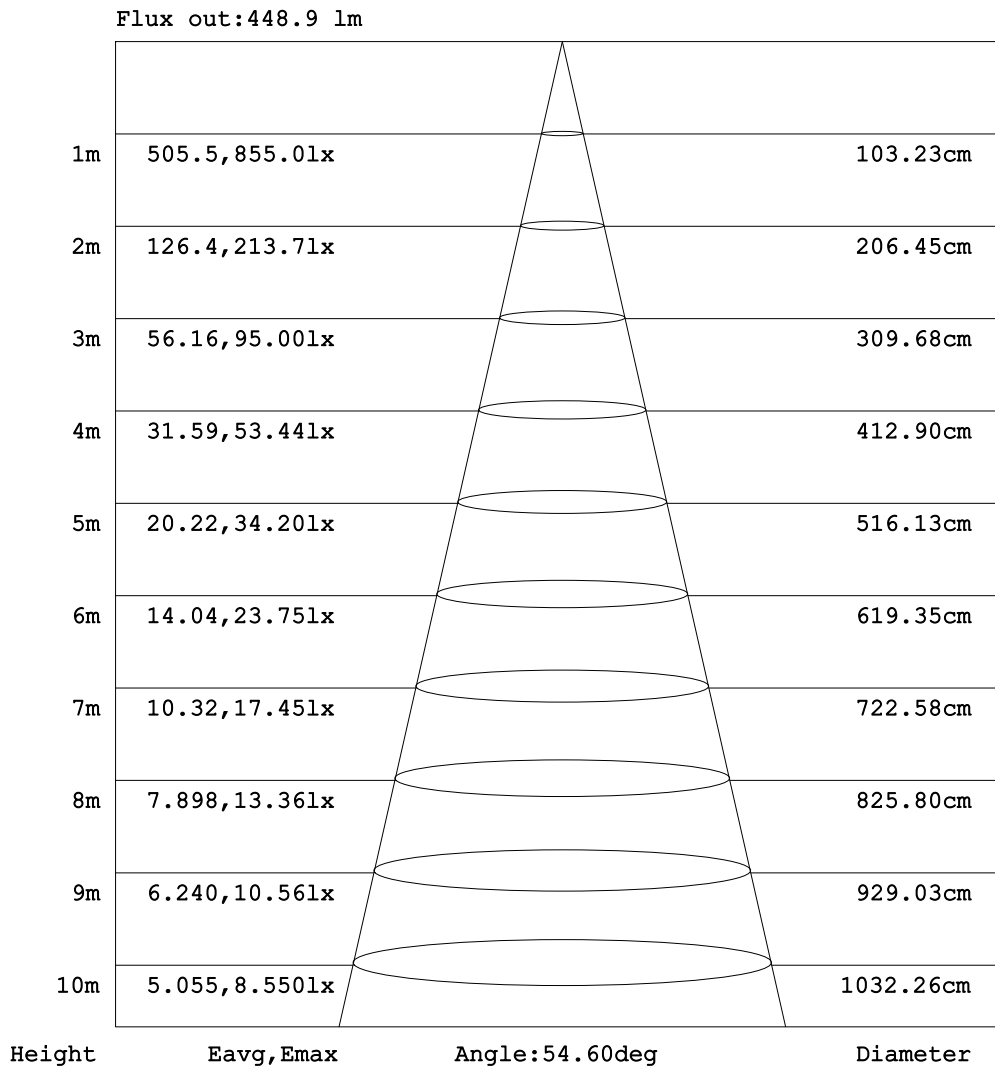 Flux out:448.9 lm
1m 505.5,855.0lx 103.23cm
2m 126.4,213.7lx 206.45cm
3m 56.16,95.00lx 309.68cm
4m 31.59,53.44lx 412.90cm
5m 20.22,34.20lx 516.13cm
6m 14.04,23.75lx 619.35cm
7m 10.32,17.45lx 722.58cm
8m 7.898,13.36lx 825.80cm
9m 6.240,10.56lx 929.03cm
10m 5.055,8.550lx 1032.26cm
Height Eavg,Emax Angle:54.60deg Diameter